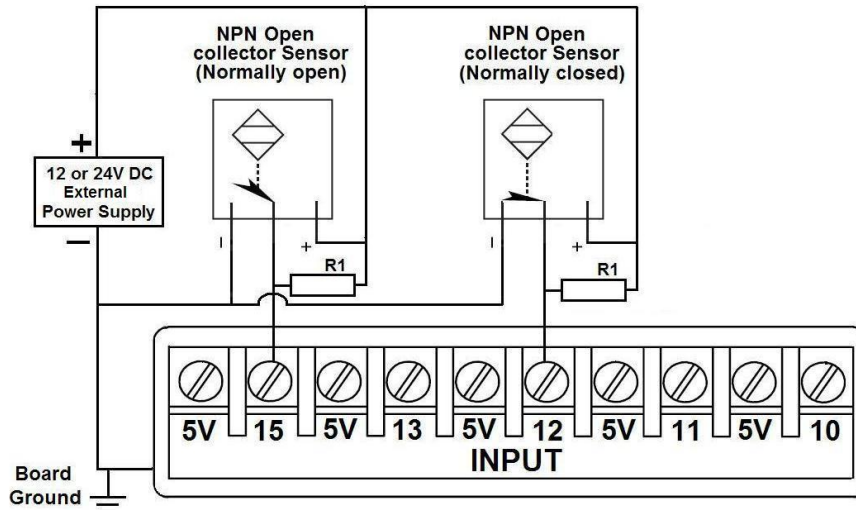 NPN Open
collector Sensor
(Normally open)
NPN Open
collector Sensor
(Normally closed)
+
12 or 24V DC
External
Power Supply
−
− +
R1
− +
R1
5V 15 5V 13 5V 12 5V 11 5V 10
INPUT
Board
Ground